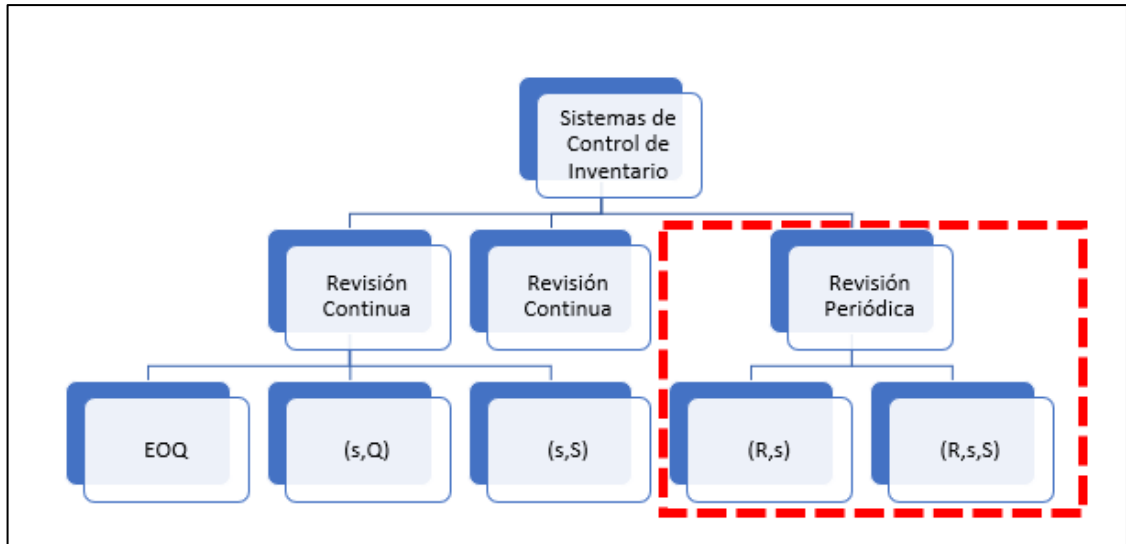 Sistemas de
Control de
Inventario
Revisión
Continua
Revisión
Continua
Revisión
Periódica
EOQ
(s,Q)
(s,S)
(R,s)
(R,s,S)